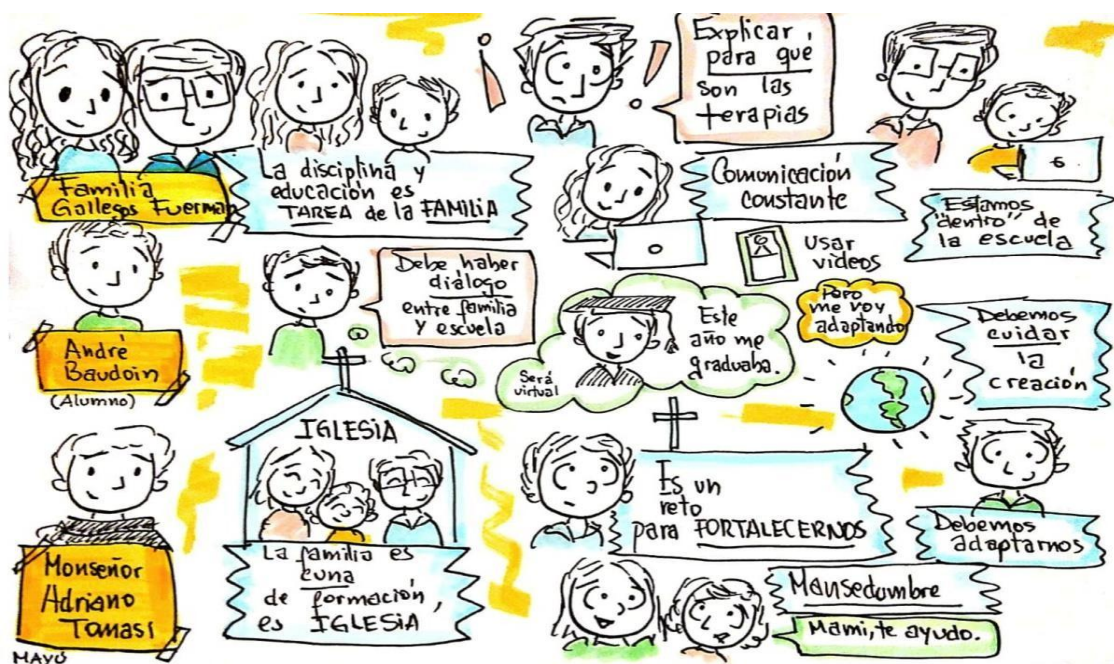 Familia
Gallegos Fuerman
La disciplina y
educación es
TAREA de la FAMILIA
Explicar
para qué
son las
terapias
Comunicación
constante
Estamos
"dentro" de
la escuela
Usar
videos
André
Baudoin
(Alumno)
Debe haber
diálogo
entre familia
y escuela
Este
año me
graduaba.
Será
virtual
Pero
me voy
adaptando
Debemos
cuidar
la
creación
Monseñor
Adriano
Tomasi
IGLESIA
La familia es
cuna
de formación,
es IGLESIA
Es un
reto
para FORTALECERNOS
Debemos
adaptarnos
Mansedumbre
Mami, te ayudo.
MAYÚ